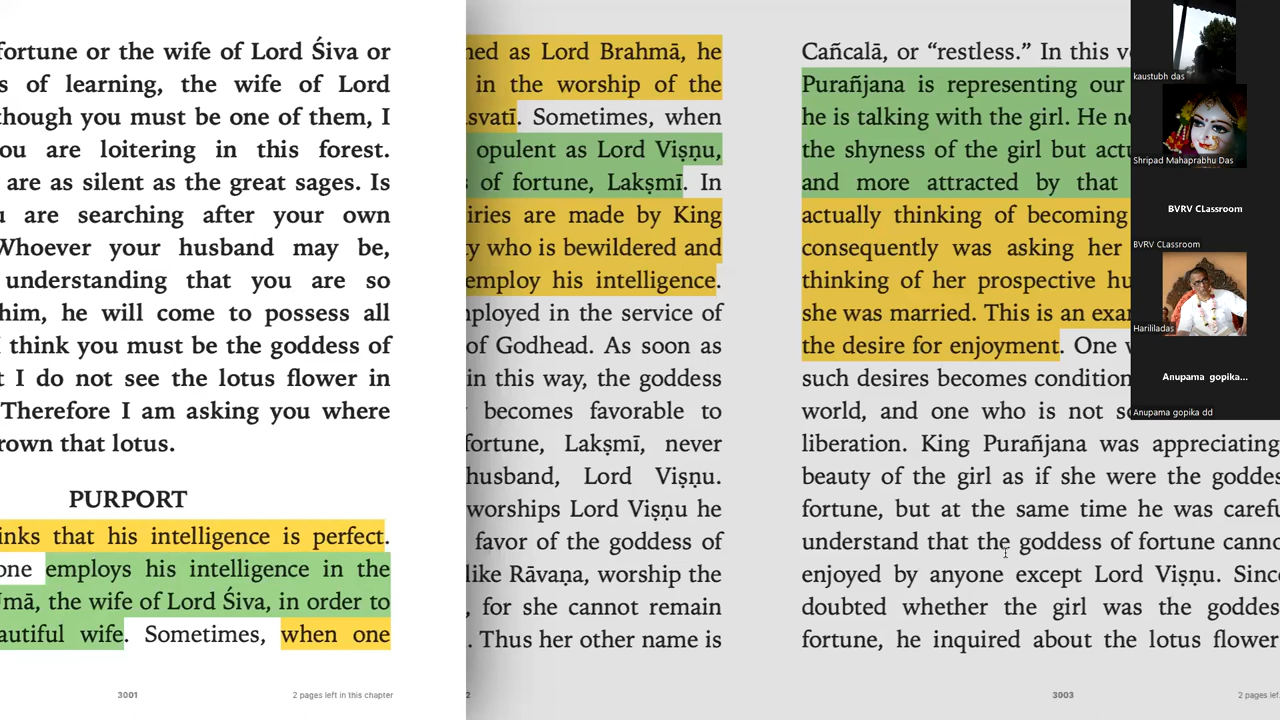 fortune or the wife of Lord Śiva or
s of learning, the wife of Lord
though you must be one of them, I
ou are loitering in this forest.
are as silent as the great sages. Is
u are searching after your own
Whoever your husband may be,
understanding that you are so
him, he will come to possess all
I think you must be the goddess of
t I do not see the lotus flower in
Therefore I am asking you where
rown that lotus.
PURPORT
inks that his intelligence is perfect.
one employs his intelligence in the
Umā, the wife of Lord Śiva, in order to
autiful wife. Sometimes, when one
3001
2 pages left in this chapter
ned as Lord Brahmā, he
in the worship of the
svatī. Sometimes, when
opulent as Lord Viṣṇu,
s of fortune, Lakṣmī. In
iries are made by King
y who is bewildered and
employ his intelligence.
nployed in the service of
of Godhead. As soon as
in this way, the goddess
becomes favorable to
fortune, Lakṣmī, never
husband, Lord Viṣṇu.
worships Lord Viṣṇu he
favor of the goddess of
like Rāvaṇa, worship the
, for she cannot remain
. Thus her other name is
2
Cañcalā, or “restless.” In this v
Purañjana is representing our
he is talking with the girl. He no
the shyness of the girl but actu
and more attracted by that
actually thinking of becoming
consequently was asking her
thinking of her prospective hu
she was married. This is an exa
the desire for enjoyment. One w
such desires becomes condition
world, and one who is not so
liberation. King Purañjana was appreciating
beauty of the girl as if she were the goddes
fortune, but at the same time he was carefu
understand that the goddess of fortune canno
enjoyed by anyone except Lord Viṣṇu. Since
doubted whether the girl was the goddes
fortune, he inquired about the lotus flower
3003
2 pages lef
kaustubh das
Shripad Mahaprabhu Das
BVRV CLassroom
BVRV CLassroom
Harililadas
Anupama gopika...
Anupama gopika dd